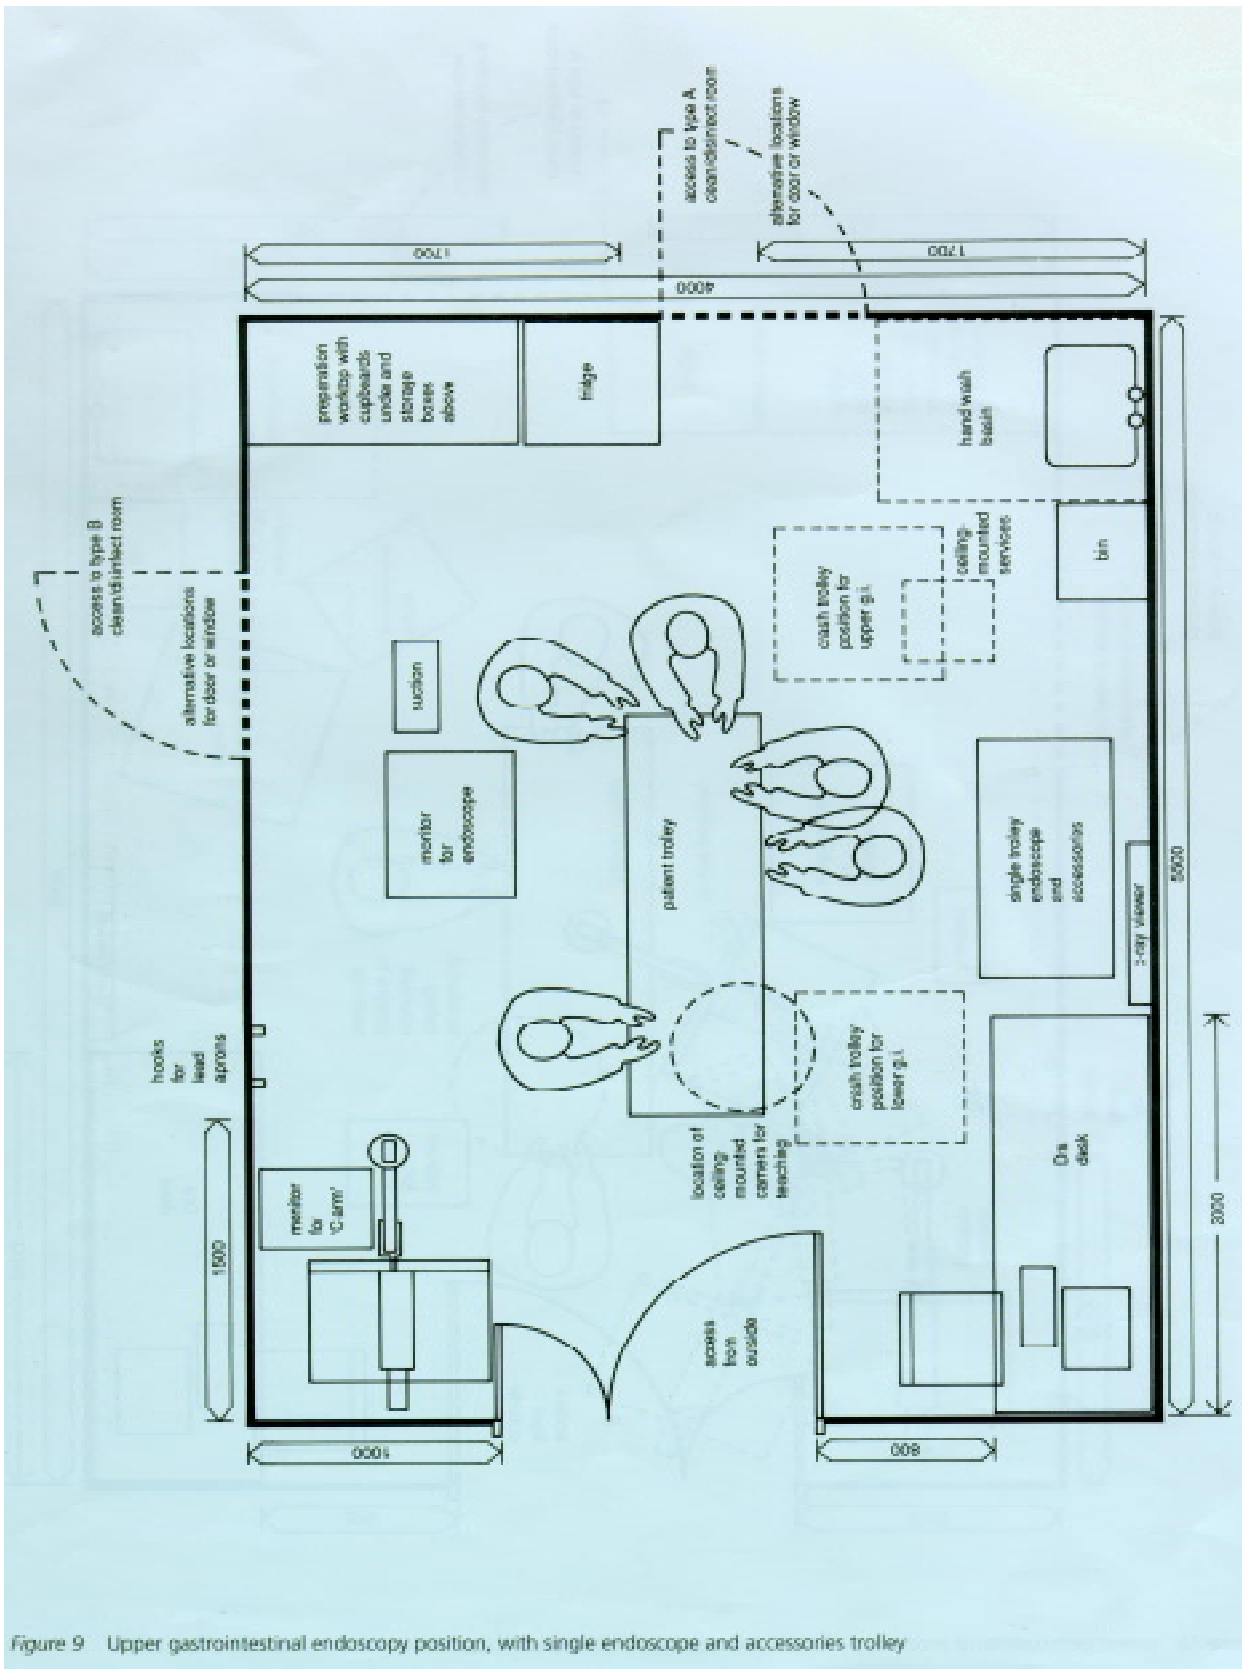 access to type A
clean/disinfect room
alternative locations
for door or window
1700
1700
4000
preparation
worktop with
cupboards
under and
storage
boxes
above
fridge
hand wash
basin
access to type B
clean/disinfect room
alternative locations
for door or window
suction
crash trolley
position for
upper g.i.
ceiling-
mounted
services
bin
monitor
for
endoscope
patient trolley
single trolley
endoscope
and
accessories
x-ray viewer
hooks
for
lead
aprons
crash trolley
position for
lower g.i.
location of
ceiling-
mounted
camera for
teaching
desk
monitor
for
'C-arm'
1500
access
from
outside
1000
800
Figure 9 Upper gastrointestinal endoscopy position, with single endoscope and accessories trolley